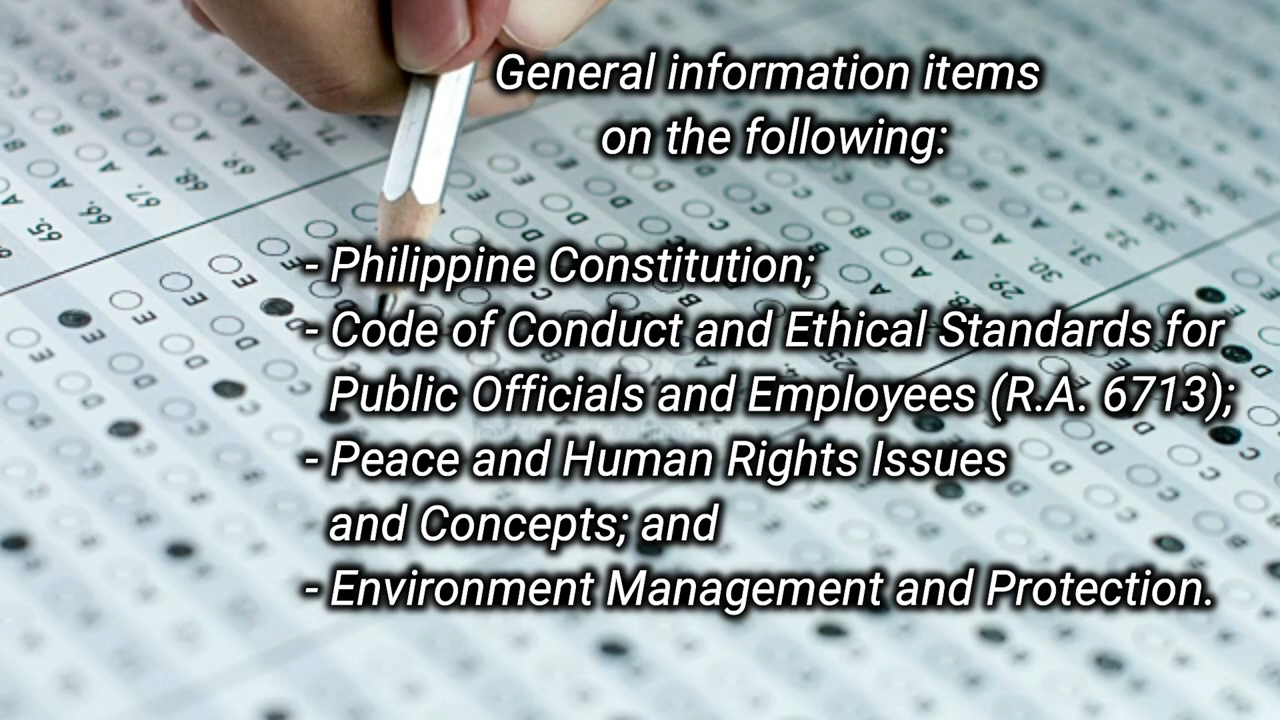 General information items
on the following:
- Philippine Constitution;
- Code of Conduct and Ethical Standards for
Public Officials and Employees (R.A. 6713);
- Peace and Human Rights Issues
and Concepts; and
- Environment Management and Protection.